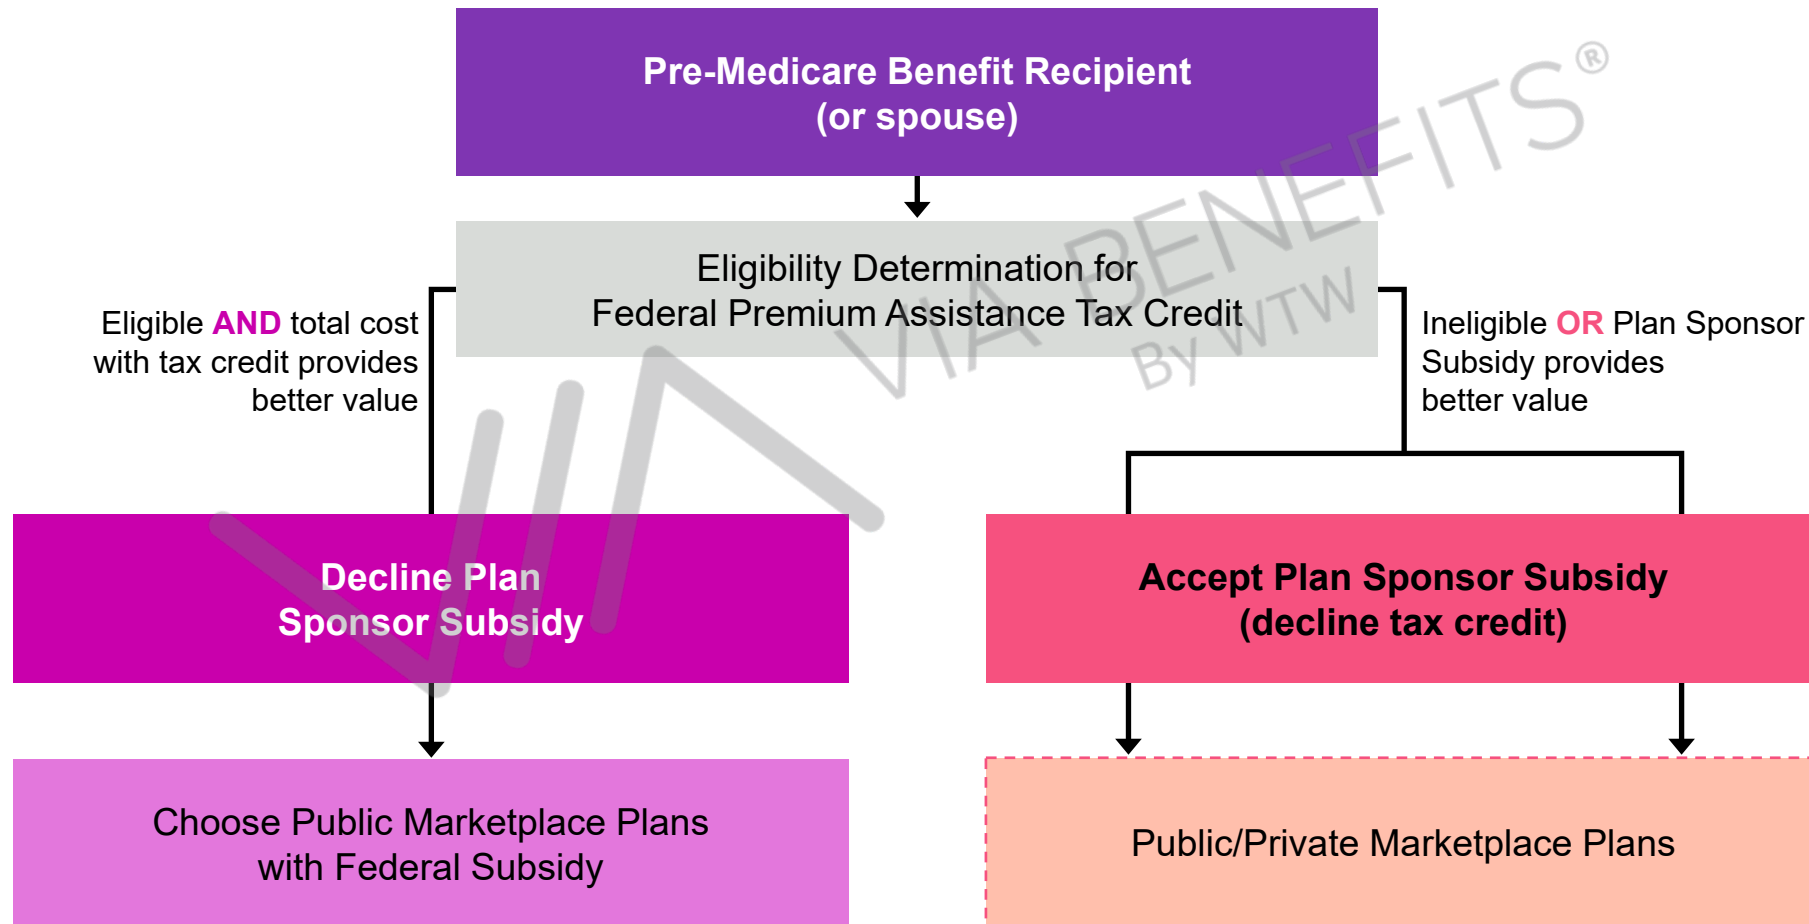 Pre-Medicare Benefit Recipient
(or spouse)
Eligibility Determination for
Federal Premium Assistance Tax Credit
Eligible AND total cost
with tax credit provides
better value
Ineligible OR Plan Sponsor
Subsidy provides
better value
Decline Plan
Sponsor Subsidy
Accept Plan Sponsor Subsidy
(decline tax credit)
Choose Public Marketplace Plans
with Federal Subsidy
Public/Private Marketplace Plans
VIA BENEFITS®
By WTW